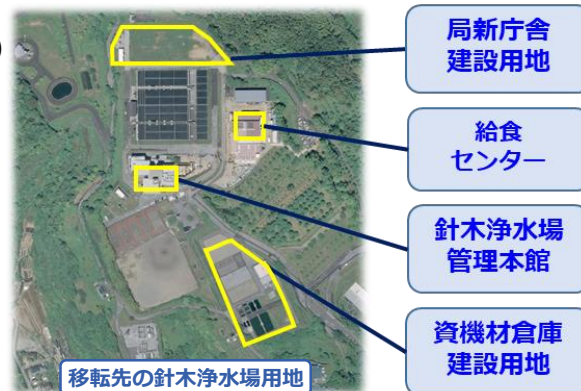 局新庁舎
建設用地
給食
センター
針木浄水場
管理本館
資機材倉庫
建設用地
移転先の針木浄水場用地